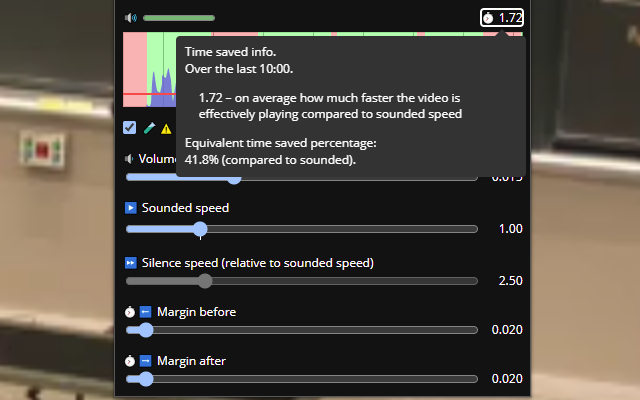 1.72
Time saved info.
Over the last 10:00.
1.72 – on average how much faster the video is
effectively playing compared to sounded speed
Equivalent time saved percentage:
41.8% (compared to sounded).
Volume
0.015
Sounded speed
1.00
Silence speed (relative to sounded speed)
2.50
Margin before
0.020
Margin after
0.020